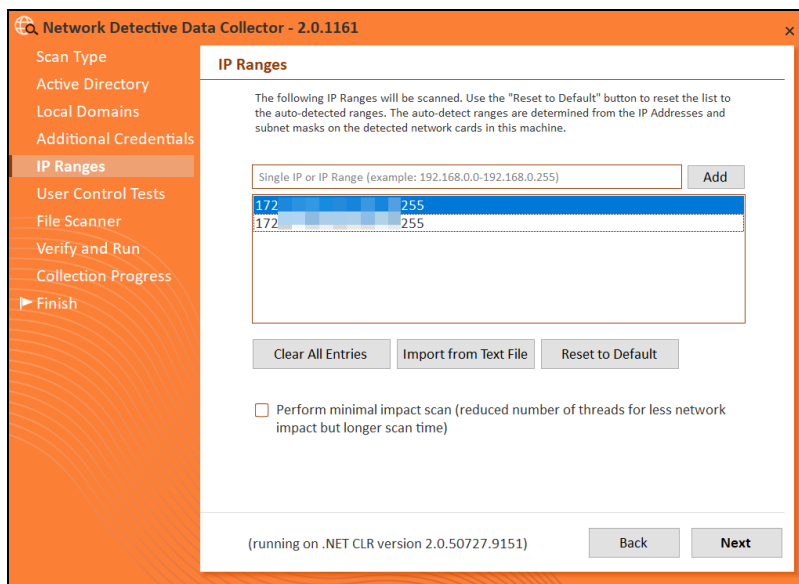 Network Detective Data Collector - 2.0.1161
Scan Type
Active Directory
Local Domains
Additional Credentials
IP Ranges
User Control Tests
File Scanner
Verify and Run
Collection Progress
Finish
IP Ranges
The following IP Ranges will be scanned. Use the "Reset to Default" button to reset the list to
the auto-detected ranges. The auto-detect ranges are determined from the IP Addresses and
subnet masks on the detected network cards in this machine.
Single IP or IP Range (example: 192.168.0.0-192.168.0.255)
Add
172 255
172 255
Clear All Entries
Import from Text File
Reset to Default
Perform minimal impact scan (reduced number of threads for less network
impact but longer scan time)
(running on .NET CLR version 2.0.50727.9151)
Back
Next